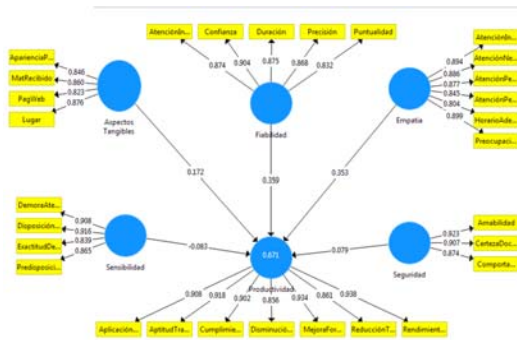 AtenciónIn...
Confianza
Duración
Precisión
Puntualidad
0.874
0.904
0.875
0.868
0.832
Fiabilidad
AparienciaP...
MatRecibido
PagWeb
Lugar
0.846
0.860
0.823
0.876
Aspectos
Tangibles
AtenciónIn...
AtenciónNe...
AtenciónPe...
AtenciónPe...
HorarioAde...
Preocupaci...
0.894
0.886
0.877
0.845
0.804
0.899
Empatia
0.172
0.359
0.353
DemoraAte...
Disposición...
ExactitudDe...
Predisposici...
0.908
0.916
0.839
0.865
Sensibilidad
-0.083
0.671
Productividad
0.079
Seguridad
0.923
0.907
0.874
Amabilidad
CertezaDoc...
Comporta...
0.908
0.918
0.902
0.856
0.934
0.861
0.938
Aplicación...
AptitudTra...
Cumplimie...
Disminució...
MejoraFor...
ReducciónT...
Rendimient...